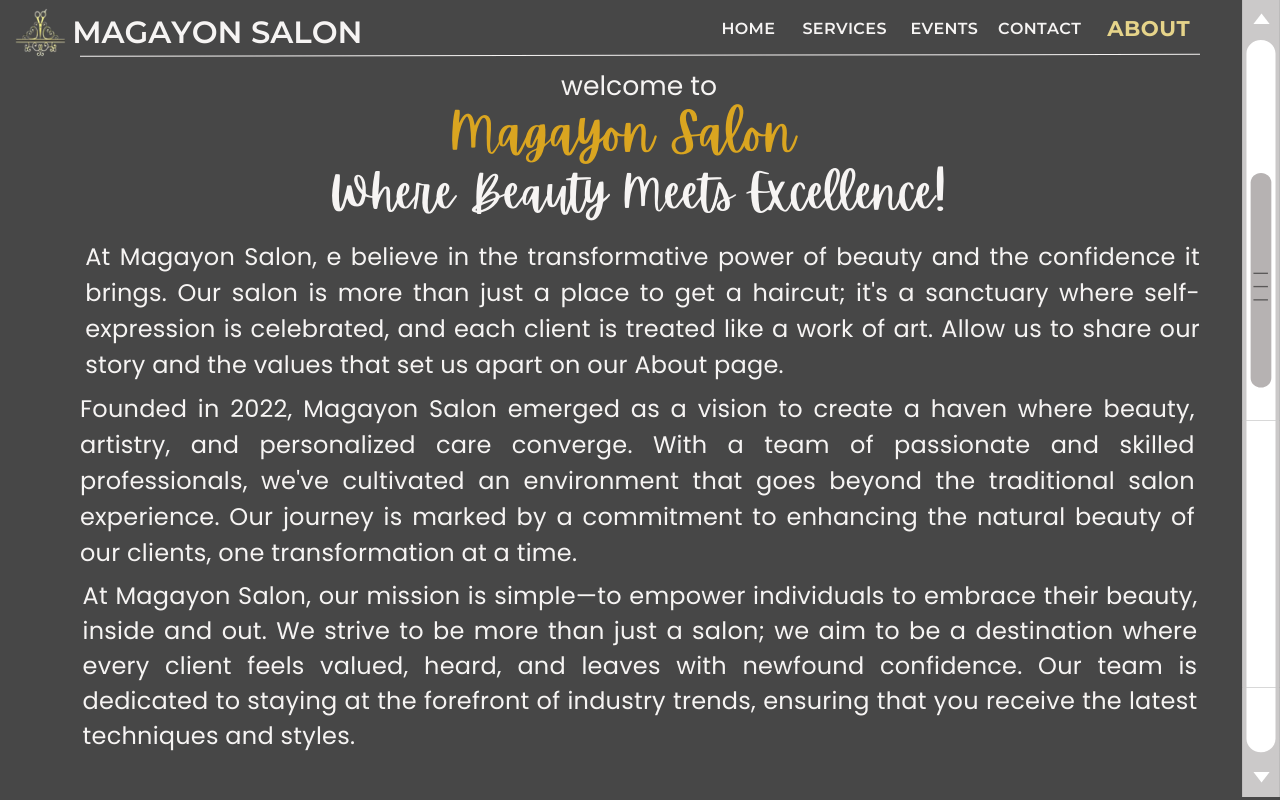 MAGAYON SALON
HOME SERVICES EVENTS CONTACT ABOUT
welcome to
Magayon Salon
Where Beauty Meets Excellence!
At Magayon Salon, e believe in the transformative power of beauty and the confidence it
brings. Our salon is more than just a place to get a haircut; it's a sanctuary where self-
expression is celebrated, and each client is treated like a work of art. Allow us to share our
story and the values that set us apart on our About page.
Founded in 2022, Magayon Salon emerged as a vision to create a haven where beauty,
artistry, and personalized care converge. With a team of passionate and skilled
professionals, we've cultivated an environment that goes beyond the traditional salon
experience. Our journey is marked by a commitment to enhancing the natural beauty of
our clients, one transformation at a time.
At Magayon Salon, our mission is simple—to empower individuals to embrace their beauty,
inside and out. We strive to be more than just a salon; we aim to be a destination where
every client feels valued, heard, and leaves with newfound confidence. Our team is
dedicated to staying at the forefront of industry trends, ensuring that you receive the latest
techniques and styles.